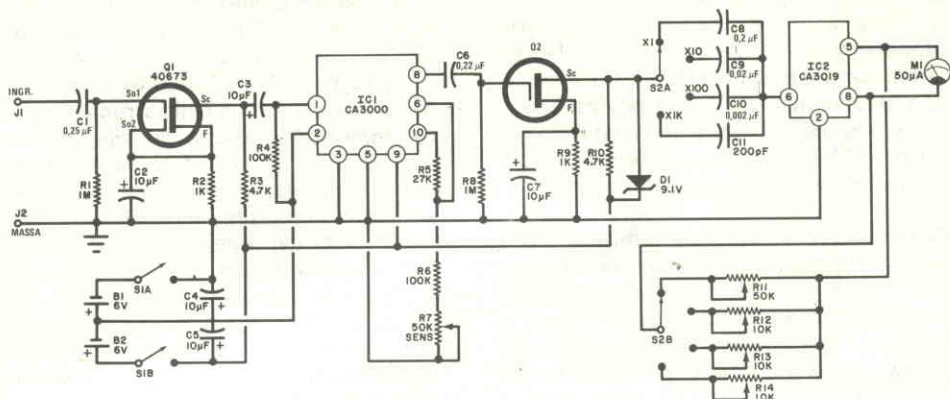 INGR.
J1
C1
0,25µF
R1
1M
J2
MASSA
Q1
40673
So1
So2
Sc
F
C2
10µF
R2
1K
R3
4.7K
C3
10µF
R4
100K
IC1
CA3000
1
2
3
5
9
8
6
10
R5
27K
R6
100K
R7
50K
SENS
C6
0,22µF
R8
1M
Q2
Sc
F
C7
10µF
R9
1K
R10
4.7K
D1
9.1V
X1
X10
X100
X1K
S2A
C8
0,2µF
C9
0,02µF
C10
0,002µF
C11
200pF
IC2
CA3019
6
5
8
2
M1
50µA
B1
6V
B2
6V
S1A
S1B
C4
10µF
C5
10µF
S2B
R11
50K
R12
10K
R13
10K
R14
10K